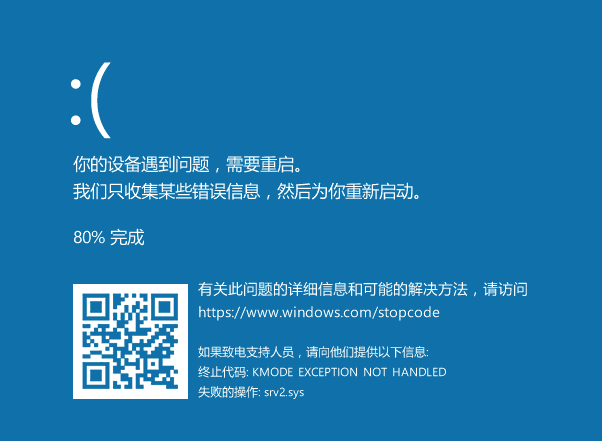 :(
你的设备遇到问题，需要重启。
我们只收集某些错误信息，然后为你重新启动。
80% 完成
有关此问题的详细信息和可能的解决方法，请访问
https://www.windows.com/stopcode
如果致电支持人员，请向他们提供以下信息:
终止代码: KMODE EXCEPTION NOT HANDLED
失败的操作: srv2.sys